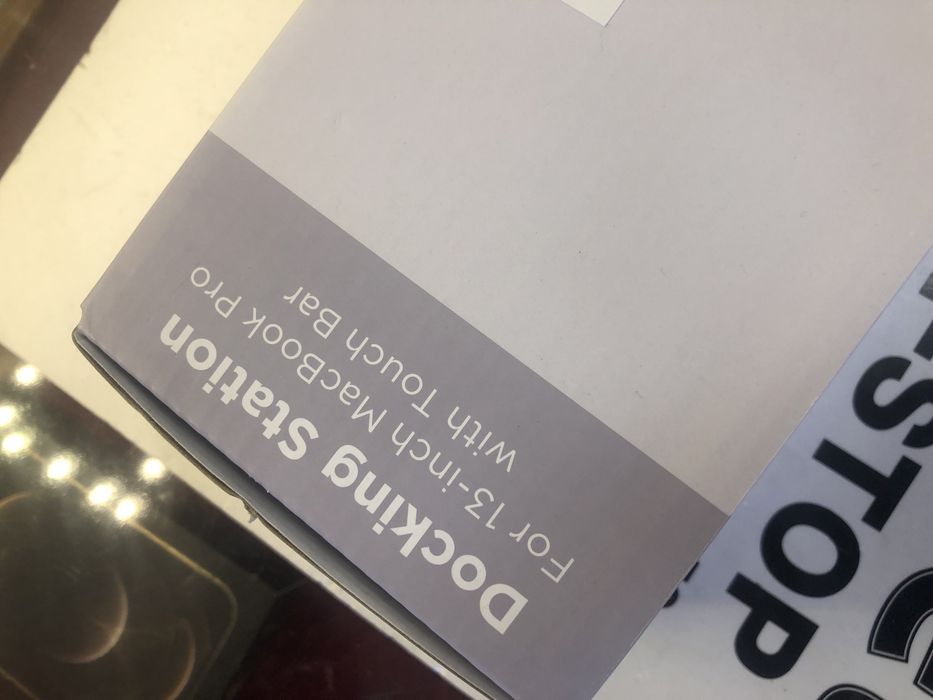 Docking Station
For 13-inch MacBook Pro
with Touch Bar
STOP